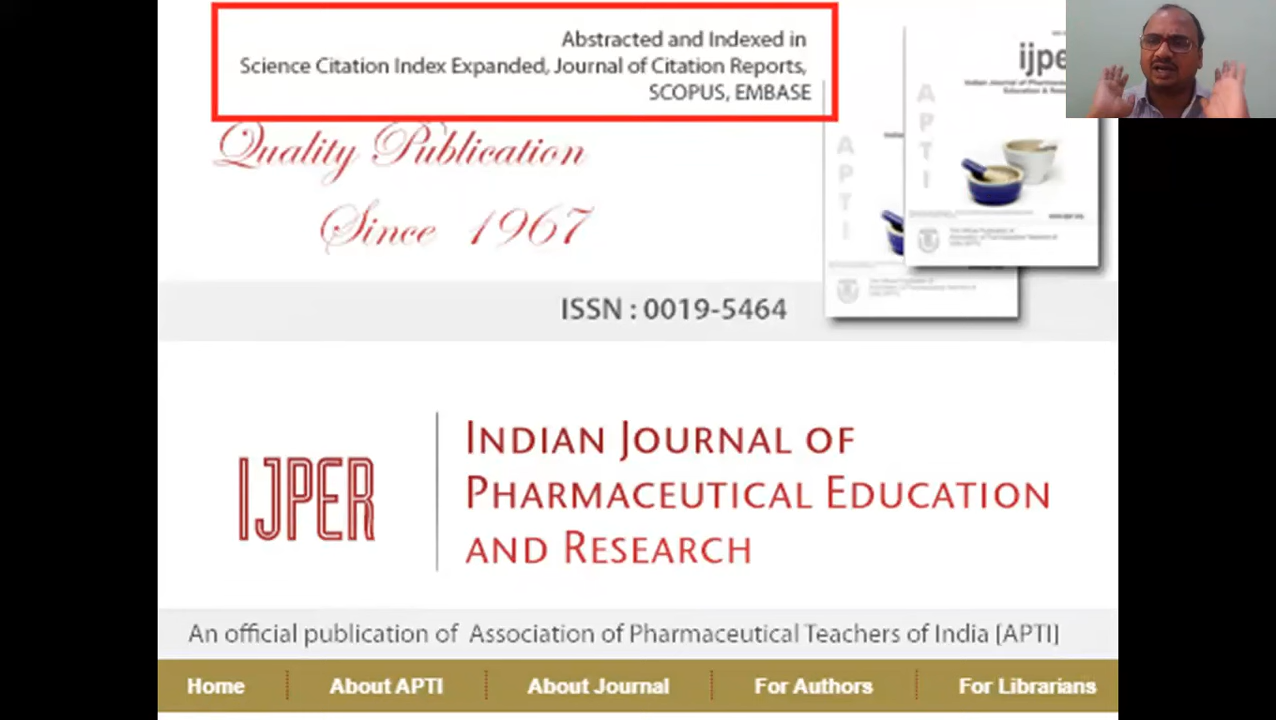 Abstracted and Indexed in
Science Citation Index Expanded, Journal of Citation Reports,
SCOPUS, EMBASE
Quality Publication
Since 1967
ijpe
APTI
APTI
ISSN : 0019-5464
IJPER
INDIAN JOURNAL OF
PHARMACEUTICAL EDUCATION
AND RESEARCH
An official publication of Association of Pharmaceutical Teachers of India [APTI]
Home
About APTI
About Journal
For Authors
For Librarians